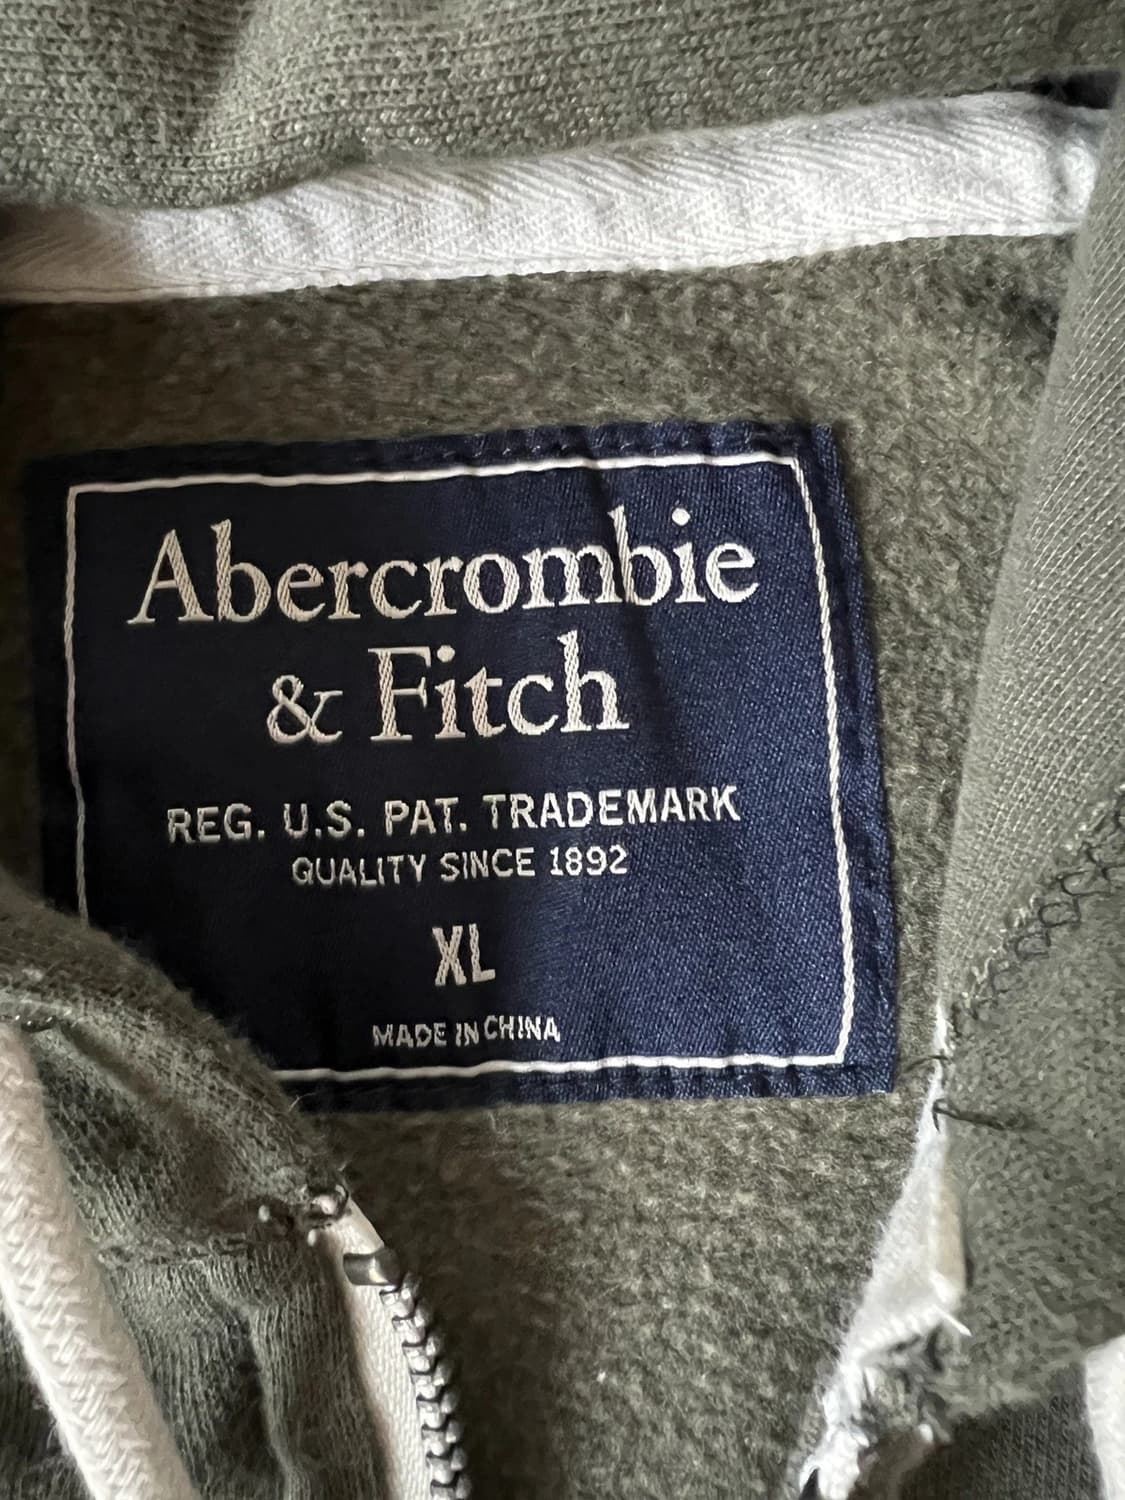 Abercrombie
& Fitch
REG. U.S. PAT. TRADEMARK
QUALITY SINCE 1892
XL
MADE IN CHINA